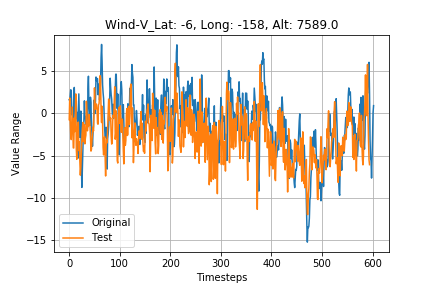 Wind-V_Lat: -6, Long: -158, Alt: 7589.0
Value Range
5
0
−5
−10
−15
Original
Test
0 100 200 300 400 500 600
Timesteps